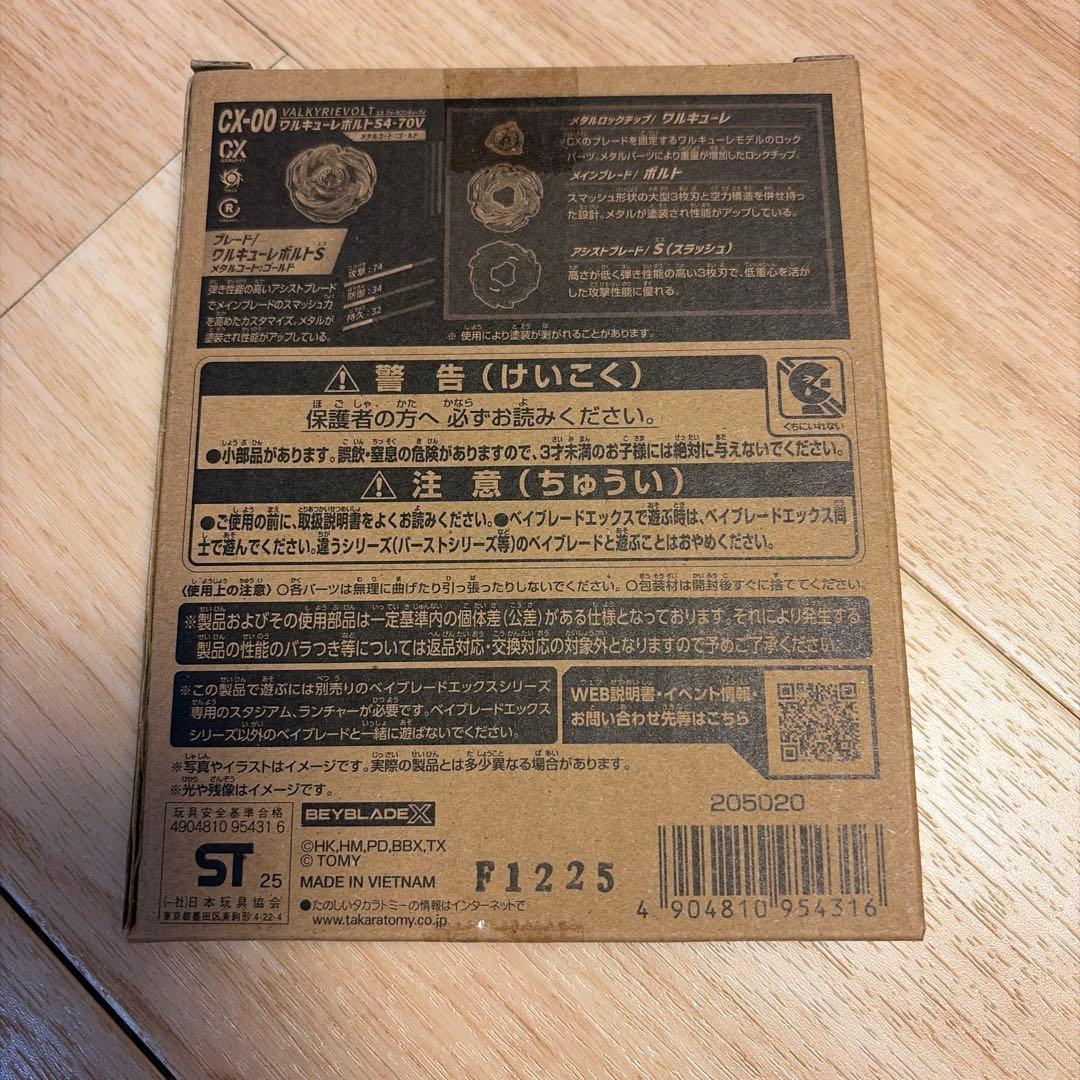 CX-00
VALKYRIEVOLT
ワルキューレボルトS4-70V
メタルコート:ゴールド
CX
R
ブレード/
ワルキューレボルトS
メタルコート:ゴールド
弾き性能の高いアシストブレード
でメインブレードのスマッシュ力
を高めたカスタマイズ。メタルが
塗装され性能がアップしている。
攻撃:74
防御:34
持久:32
メタルロックチップ/ ワルキューレ
CXのブレードを固定するワルキューレモデルのロック
パーツ。メタルパーツにより重量が増加したロックチップ。
メインブレード/ ボルト
スマッシュ形状の大型3枚刃と空力構造を併せ持っ
た設計。メタルが塗装され性能がアップしている。
アシストブレード/ S(スラッシュ)
高さが低く弾き性能の高い3枚刃で、低重心を活か
した攻撃性能に優れる。
※ 使用により塗装が剥がれることがあります。
警 告(けいこく)
保護者の方へ 必ずお読みください。
●小部品があります。誤飲・窒息の危険がありますので、3才未満のお子様には絶対に与えないでください。
くちにいれない
注 意(ちゅうい)
●ご使用の前に、取扱説明書をよくお読みください。●ベイブレードエックスで遊ぶ時は、ベイブレードエックス同
士で遊んでください。違うシリーズ(バーストシリーズ等)のベイブレードと遊ぶことはおやめください。
〈使用上の注意〉○各パーツは無理に曲げたり引っ張ったりしないでください。○包装材は開封後すぐに捨ててください。
※製品およびその使用部品は一定基準内の個体差(公差)がある仕様となっております。それにより発生する
製品の性能のバラつき等については返品対応・交換対応の対象外となりますので予めご了承ください。
※この製品で遊ぶには別売りのベイブレードエックスシリーズ
専用のスタジアム、ランチャーが必要です。ベイブレードエックス
シリーズ以外のベイブレードと一緒に遊ばないでください。
WEB説明書・イベント情報・
お問い合わせ先等はこちら
※写真やイラストはイメージです。実際の製品とは多少異なる場合があります。
※光や残像はイメージです。
玩具安全基準合格
4904810 95431 6
ST 25
(一社)日本玩具協会
東京都墨田区東駒形4-22-4
BEYBLADE X
©HK,HM,PD,BBX,TX
© TOMY
MADE IN VIETNAM
●たのしいタカラトミーの情報はインターネットで
www.takaratomy.co.jp
F1225
205020
4 904810 954316